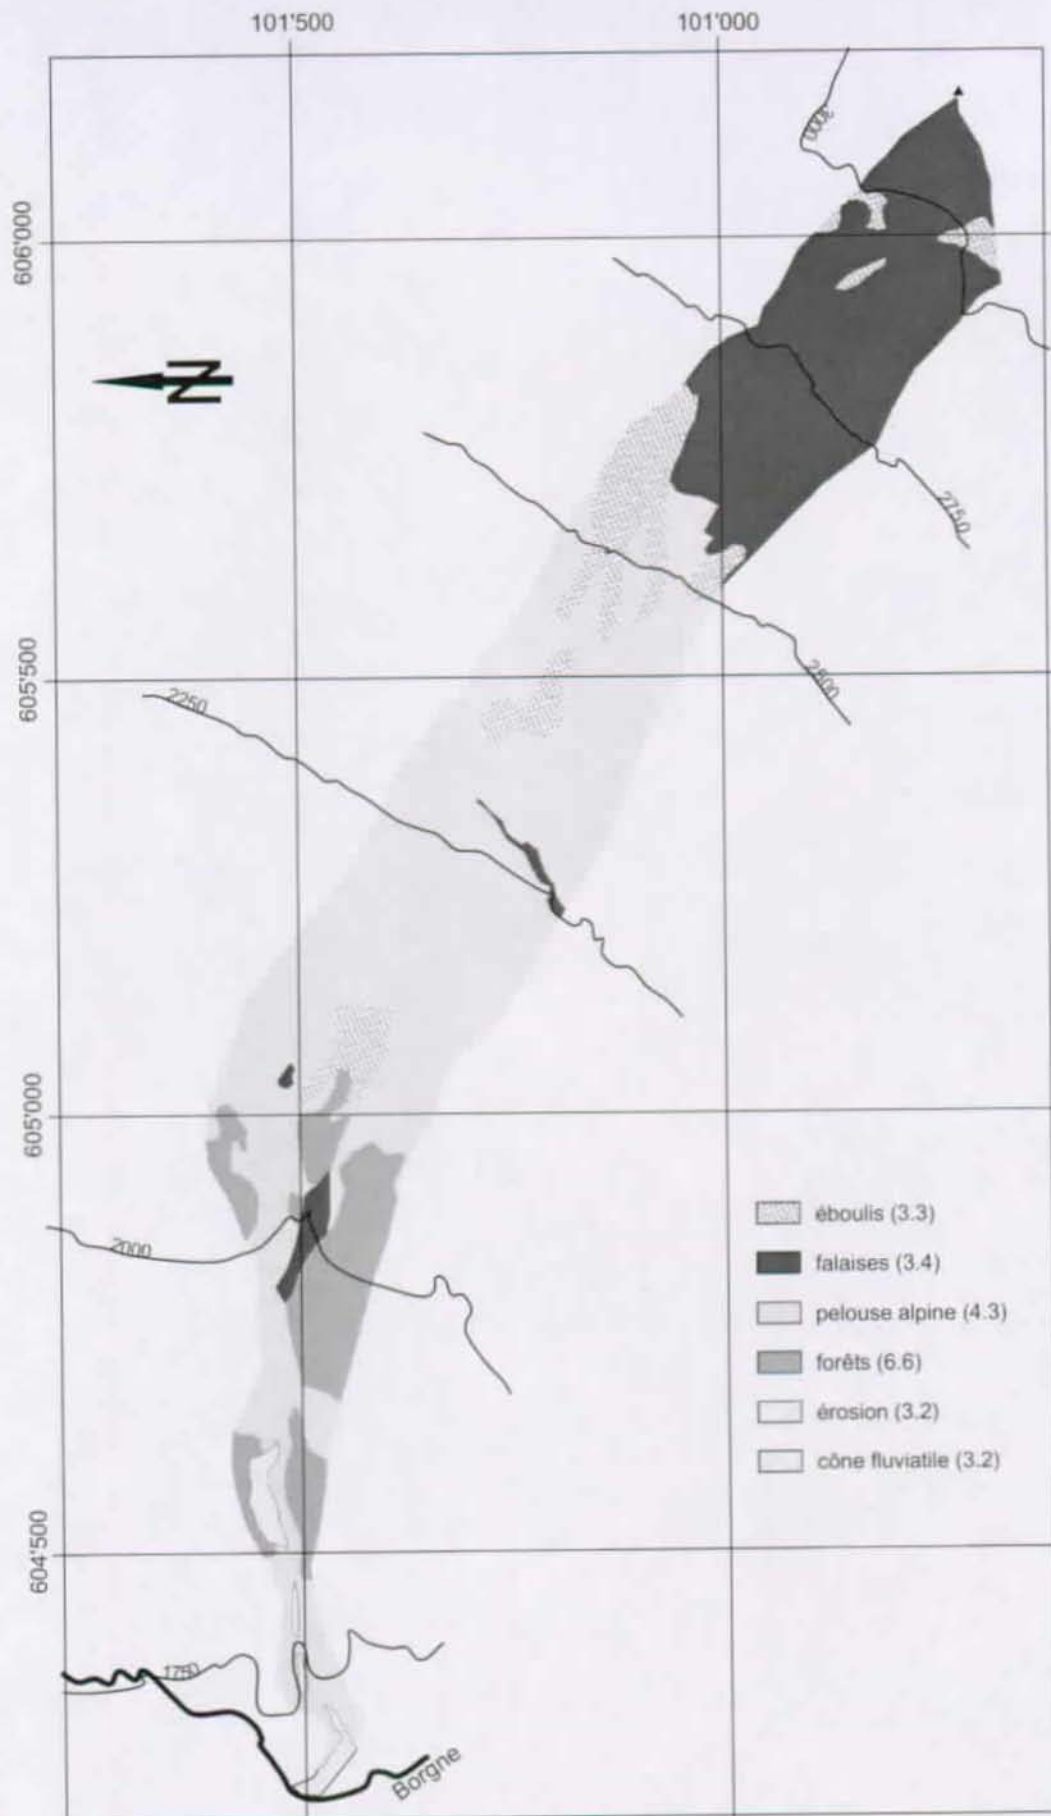 101'500
101'000
3000
606'000
N
2750
605'500
2500
2250
605'000
2000
éboulis (3.3)
falaises (3.4)
pelouse alpine (4.3)
forêts (6.6)
érosion (3.2)
cône fluviatile (3.2)
604'500
1750
Borgne